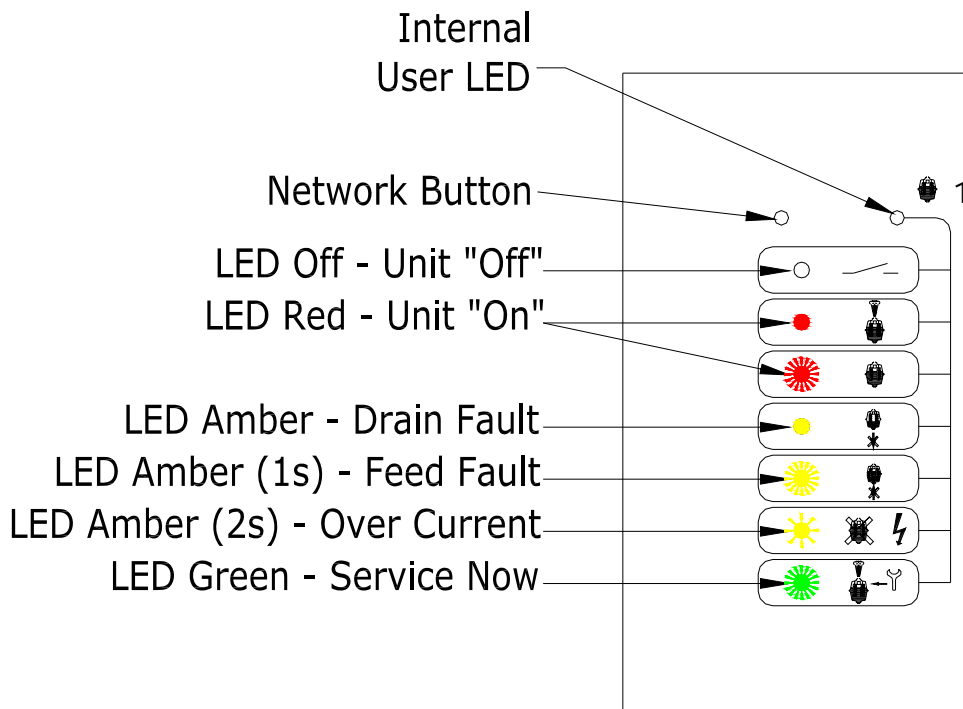 Internal
User LED
Network Button
1
LED Off - Unit "Off"
LED Red - Unit "On"
LED Amber - Drain Fault
LED Amber (1s) - Feed Fault
LED Amber (2s) - Over Current
LED Green - Service Now